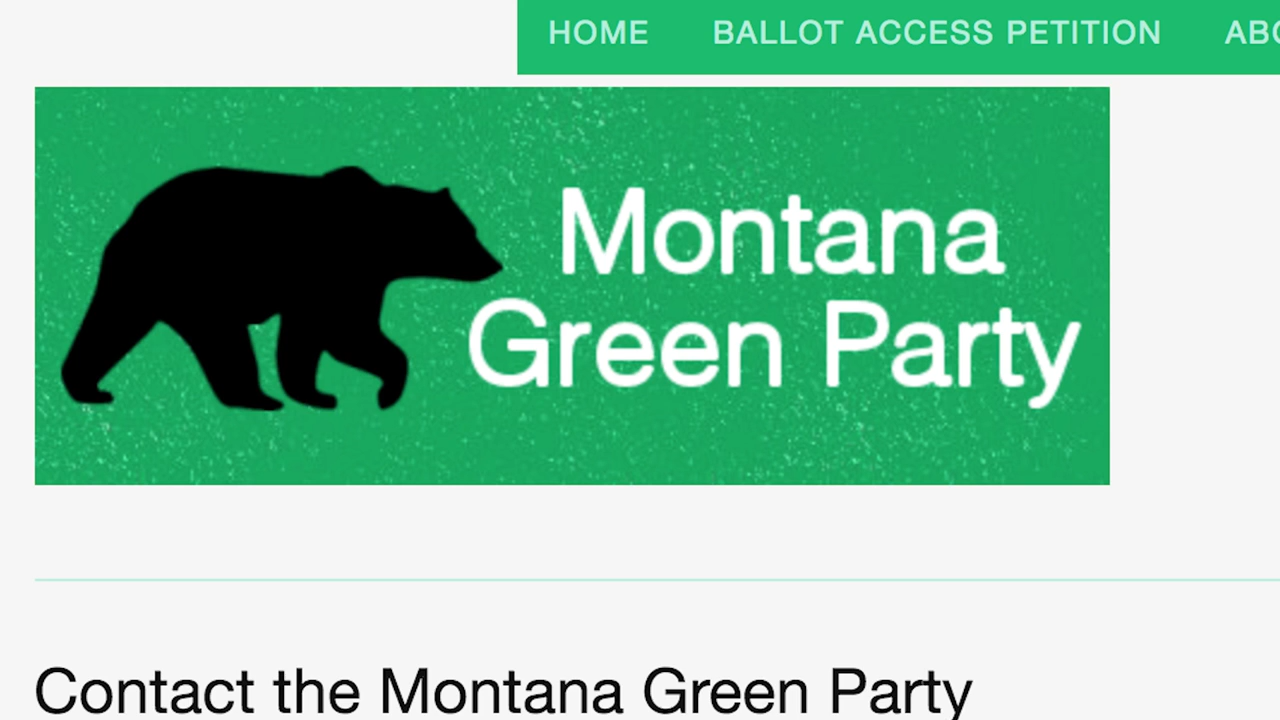 HOME BALLOT ACCESS PETITION
Montana
Green Party
Contact the Montana Green Party